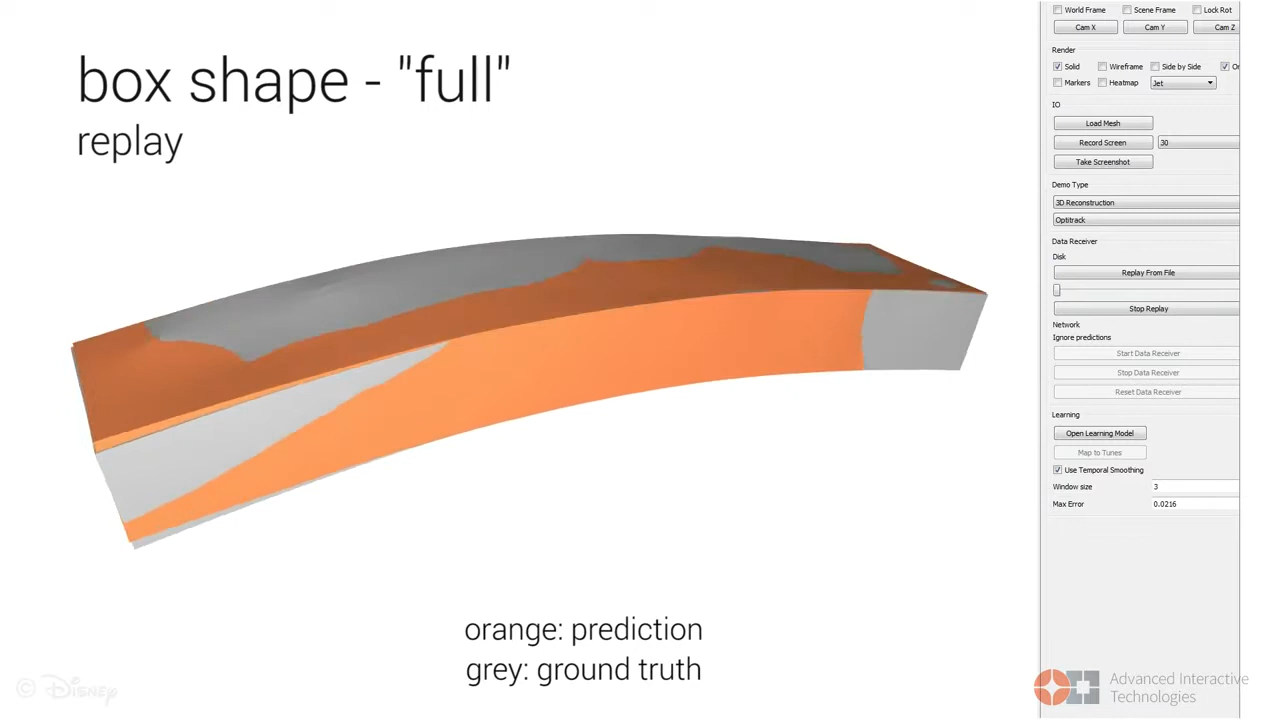 box shape - "full"
replay
World Frame
Scene Frame
Lock Rot
Cam X
Cam Y
Cam Z
Render
Solid
Wireframe
Side by Side
Markers
Heatmap
Jet
IO
Load Mesh
Record Screen
30
Take Screenshot
Demo Type
3D Reconstruction
Optitrack
Data Receiver
Disk
Replay From File
Stop Replay
Network
Ignore predictions
Start Data Receiver
Stop Data Receiver
Reset Data Receiver
Learning
Open Learning Model
Map to Tunes
Use Temporal Smoothing
Window size
3
Max Error
0.0216
orange: prediction
grey: ground truth
© Disney
Advanced Interactive
Technologies